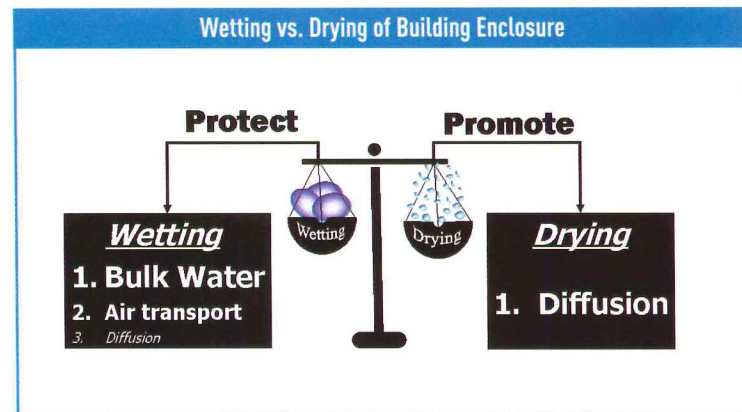 Wetting vs. Drying of Building Enclosure
Protect
Promote
Wetting
Drying
Wetting
1. Bulk Water
2. Air transport
3. Diffusion
Drying
1. Diffusion